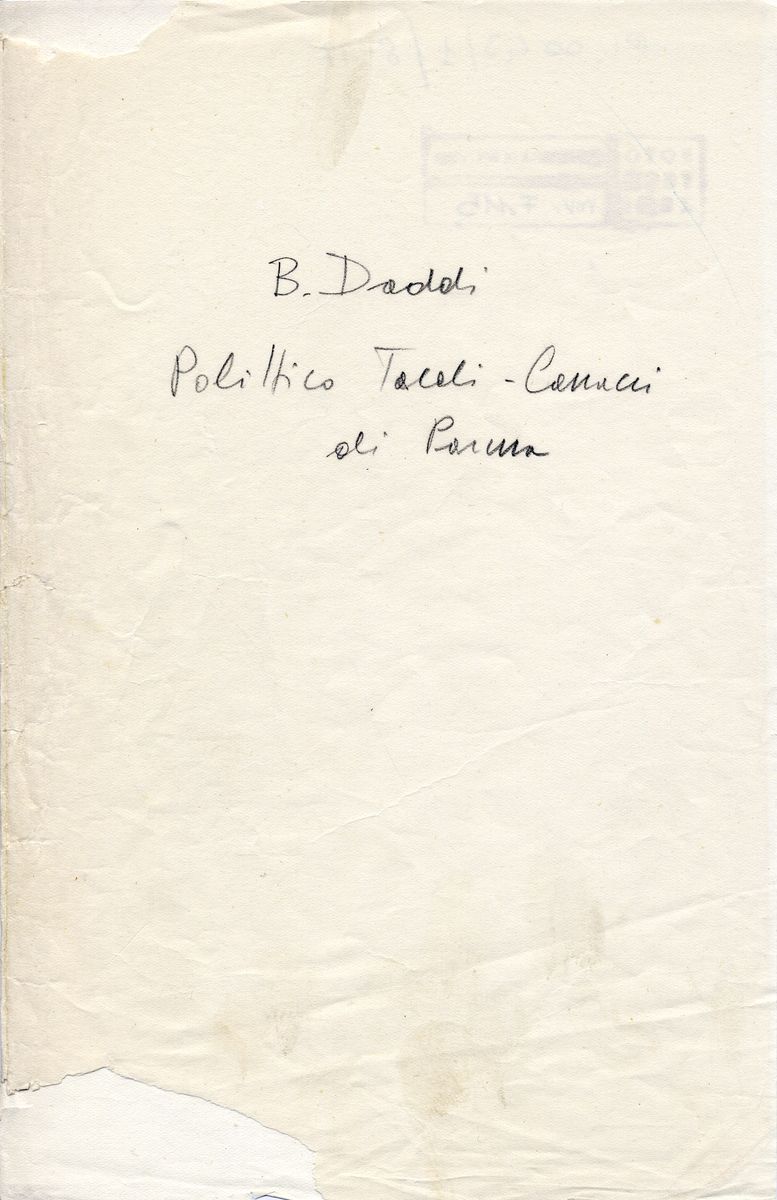 B. Daddi
Polittico Tacoli - Canacci
di Parma